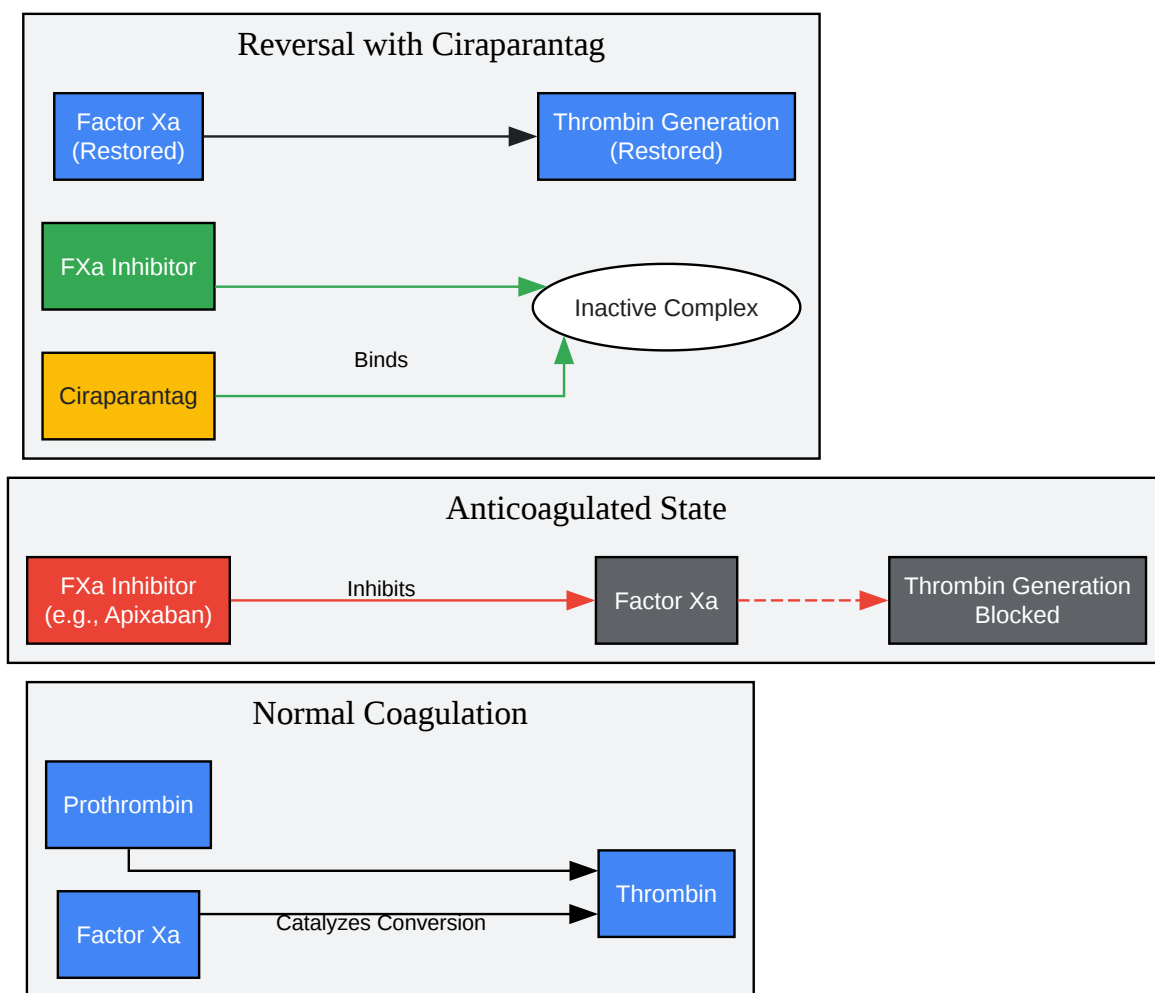 Reversal with Ciraparantag
Factor Xa
(Restored)
Thrombin Generation
(Restored)
FXa Inhibitor
Inactive Complex
Binds
Ciraparantag
Anticoagulated State
FXa Inhibitor
(e.g., Apixaban)
Inhibits
Factor Xa
Thrombin Generation
Blocked
Normal Coagulation
Prothrombin
Thrombin
Factor Xa
Catalyzes Conversion